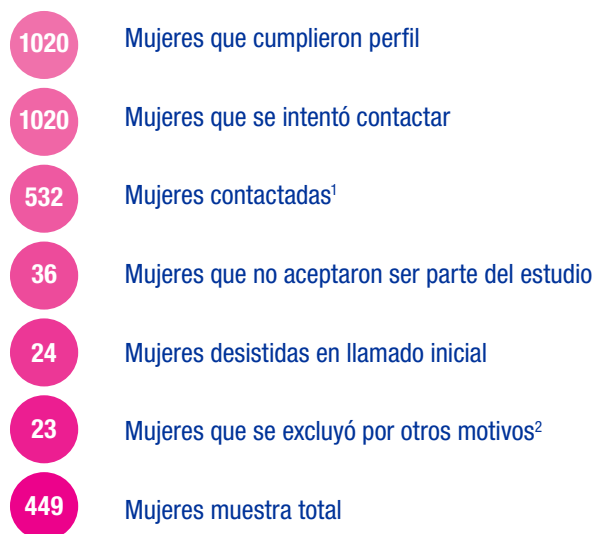 1020 Mujeres que cumplieron perfil
1020 Mujeres que se intentó contactar
532 Mujeres contactadas¹
36 Mujeres que no aceptaron ser parte del estudio
24 Mujeres desistidas en llamado inicial
23 Mujeres que se excluyó por otros motivos²
449 Mujeres muestra total